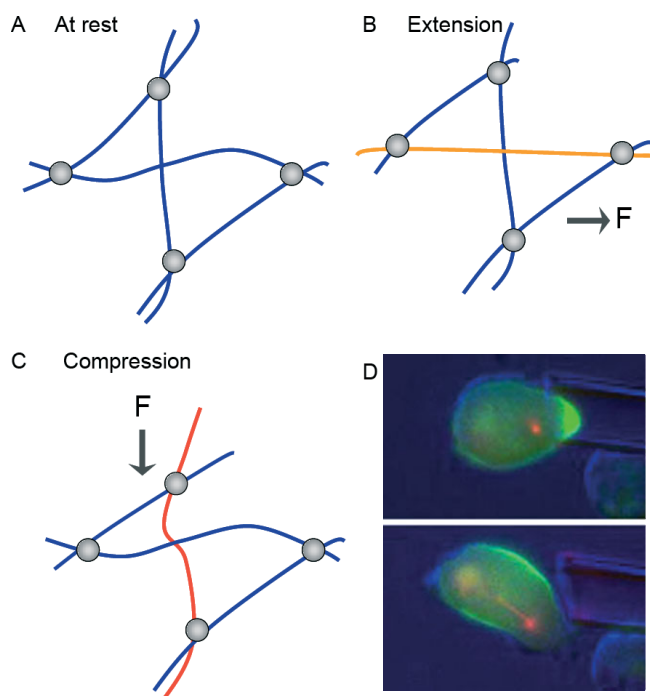 A At rest
B Extension
F
C Compression
F
D